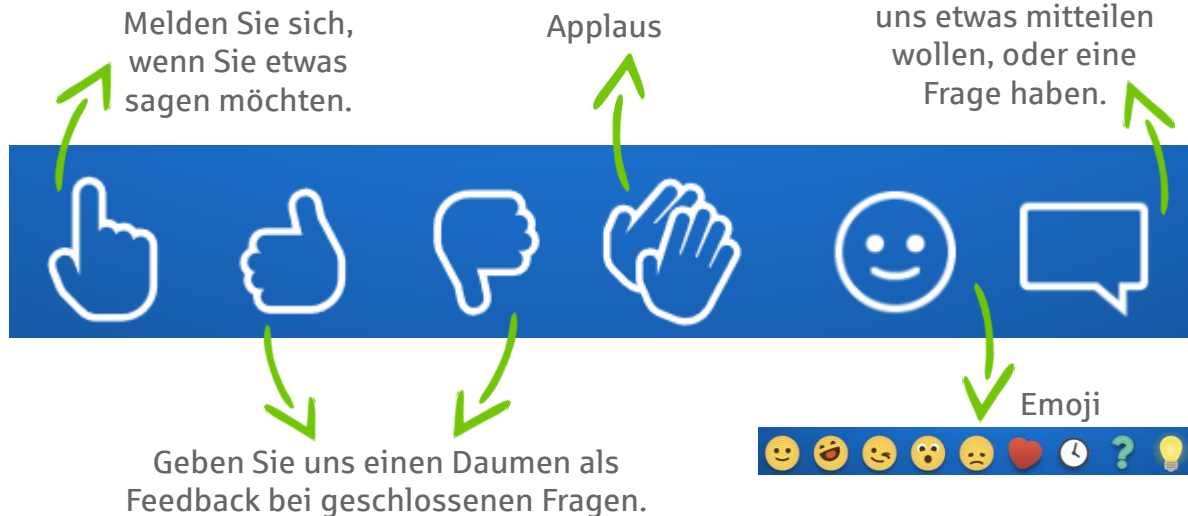 Melden Sie sich,
wenn Sie etwas
sagen möchten.
Applaus
uns etwas mitteilen
wollen, oder eine
Frage haben.
Geben Sie uns einen Daumen als
Feedback bei geschlossenen Fragen.
Emoji